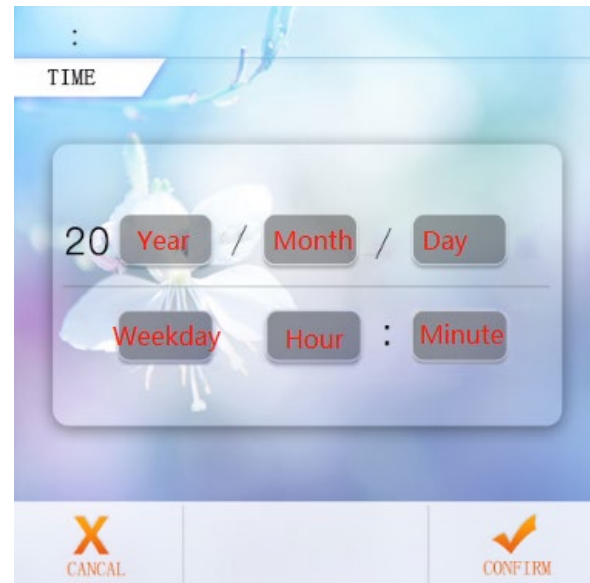 :
TIME
20 Year / Month / Day
Weekday Hour : Minute
X
CANCAL
CONFIRM